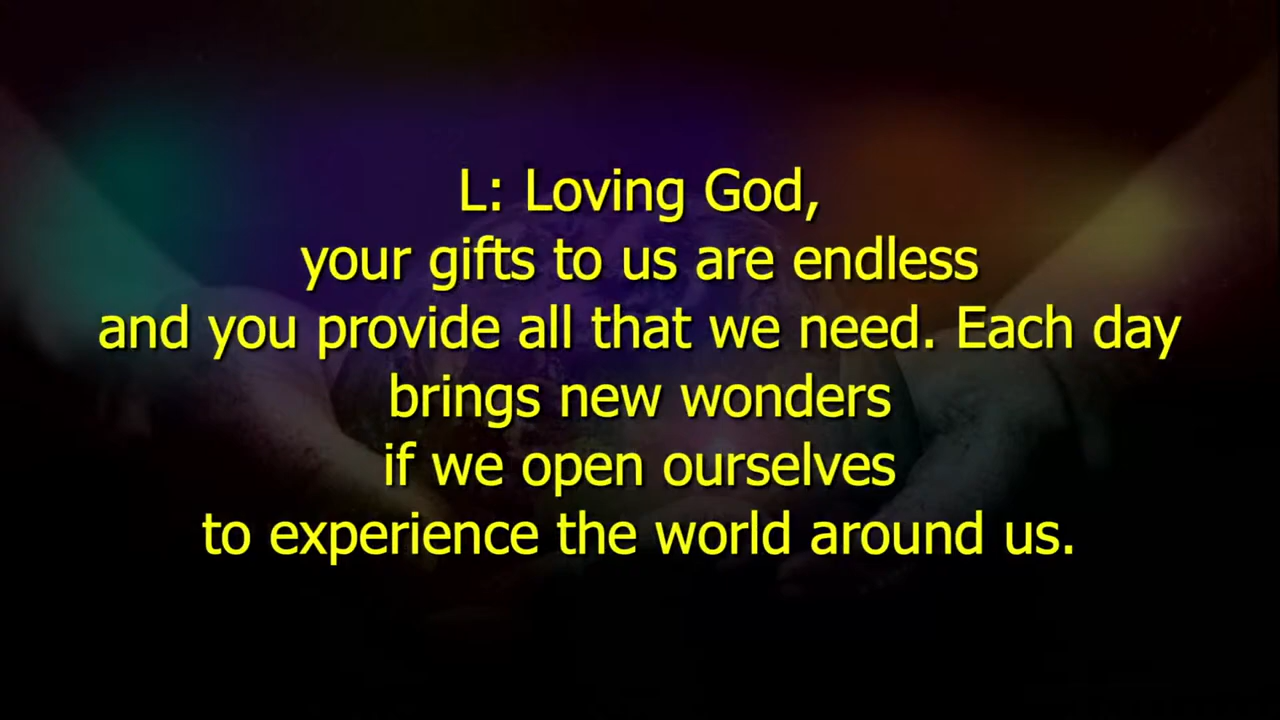 L: Loving God,
your gifts to us are endless
and you provide all that we need. Each day
brings new wonders
if we open ourselves
to experience the world around us.